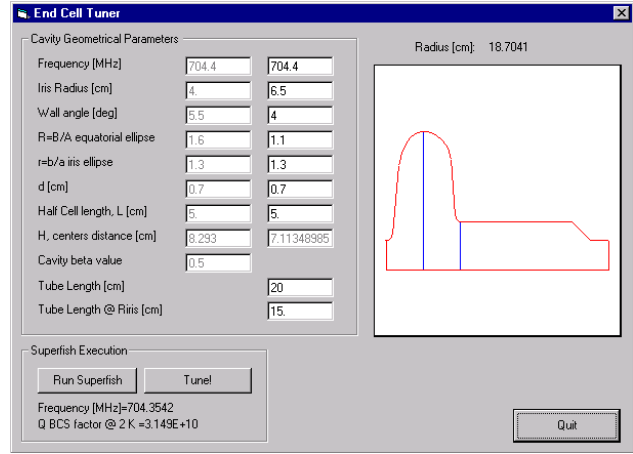 End Cell Tuner
Cavity Geometrical Parameters
Frequency [MHz] 704.4 704.4
Iris Radius [cm] 4. 6.5
Wall angle [deg] 5.5 4
R=B/A equatorial ellipse 1.6 1.1
r=b/a iris ellipse 1.3 1.3
d [cm] 0.7 0.7
Half Cell length, L [cm] 5. 5.
H, centers distance [cm] 8.293 7.11348985
Cavity beta value 0.5
Tube Length [cm] 20
Tube Length @ Riris [cm] 15.
Radius [cm]: 18.7041
Superfish Execution
Run Superfish Tune!
Frequency [MHz]=704.3542
Q BCS factor @ 2 K =3.149E+10
Quit